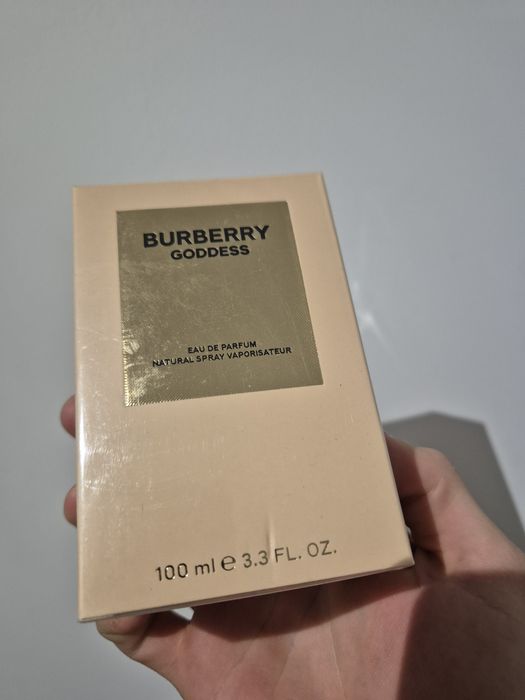 BURBERRY
GODDESS
EAU DE PARFUM
NATURAL SPRAY VAPORISATEUR
100 ml ℮ 3.3 FL. OZ.